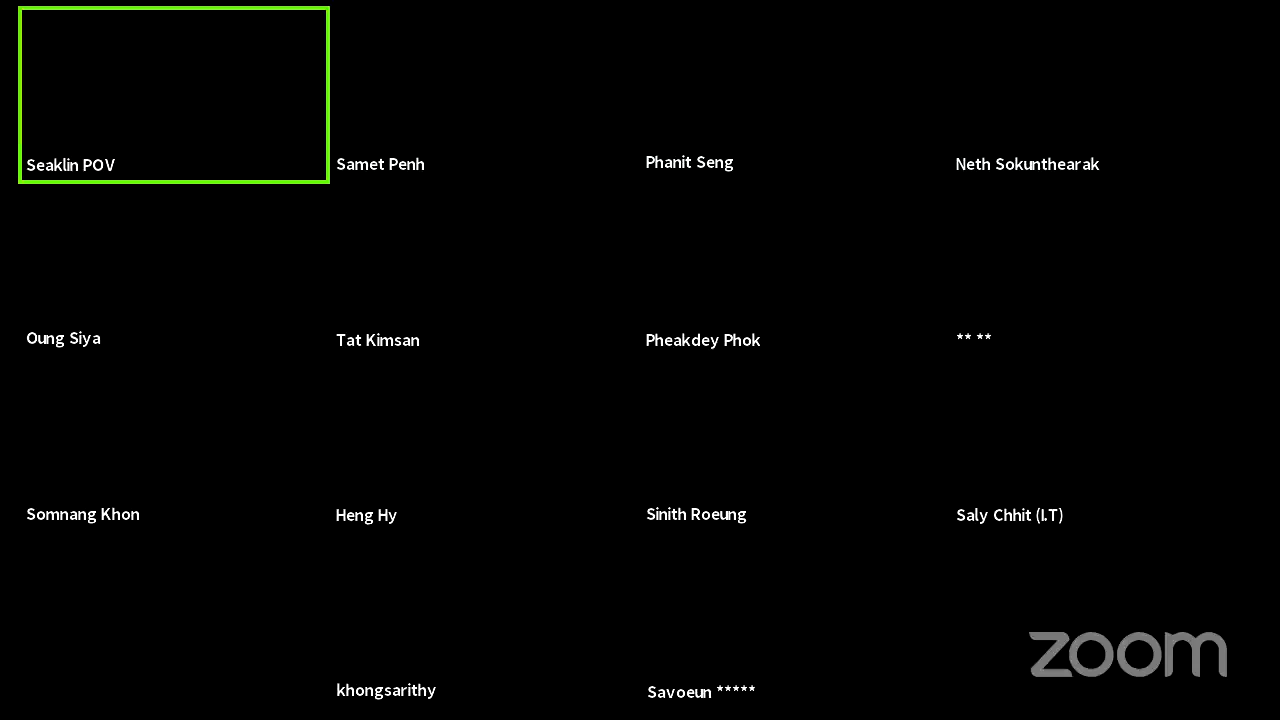 Seaklin POV
Samet Penh
Phanit Seng
Neth Sokunthearak
Oung Siya
Tat Kimsan
Pheakdey Phok
** **
Somnang Khon
Heng Hy
Sinith Roeung
Saly Chhit (I.T)
khongsarithy
Savoeun *****
zoom